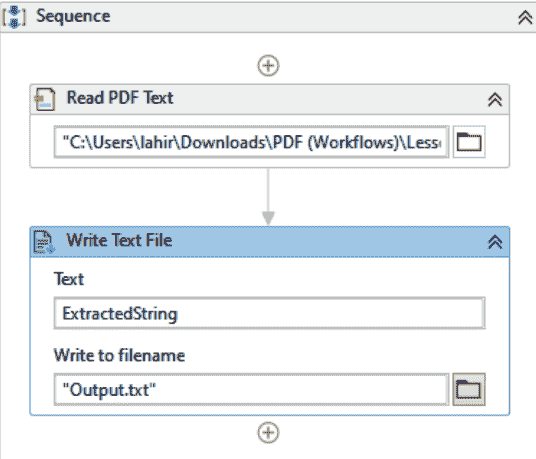 Sequence
Read PDF Text
"C:\Users\lahir\Downloads\PDF (Workflows)\Less
Write Text File
Text
ExtractedString
Write to filename
"Output.txt"